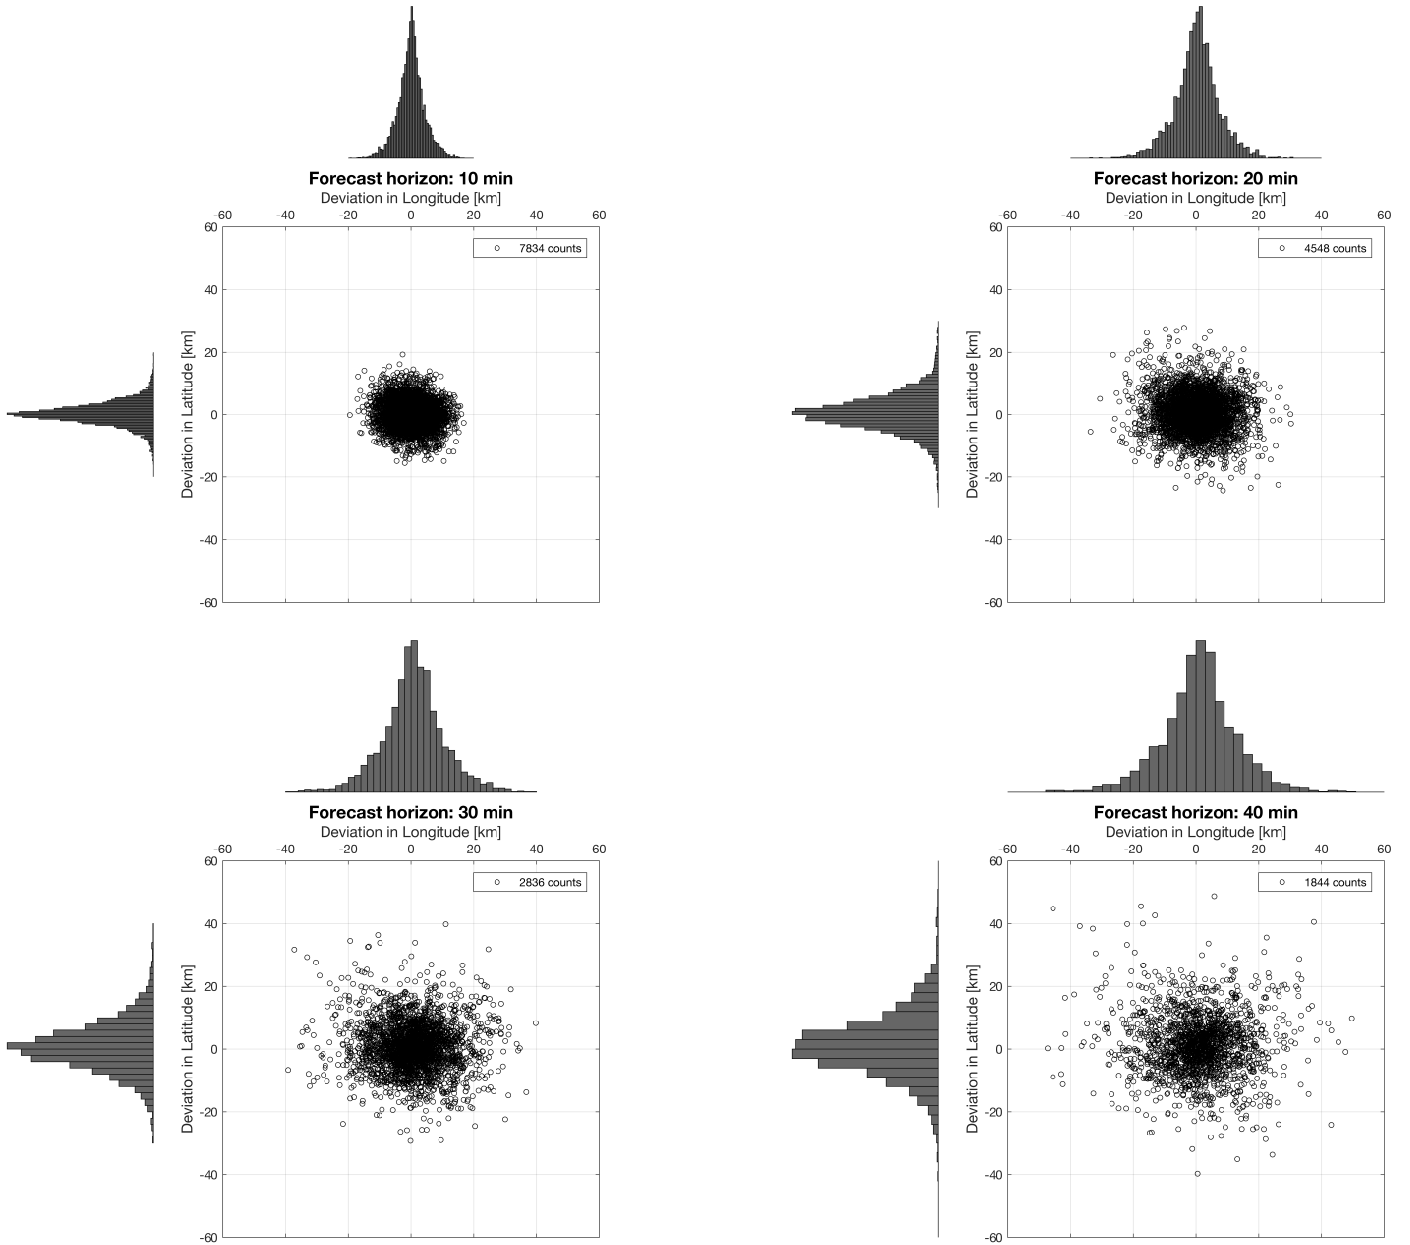 Forecast horizon: 10 min
Deviation in Longitude [km]
-60 -40 -20 0 20 40 60
7834 counts
Deviation in Latitude [km]
60
40
20
0
-20
-40
-60
Forecast horizon: 20 min
Deviation in Longitude [km]
-60 -40 -20 0 20 40 60
4548 counts
Deviation in Latitude [km]
60
40
20
0
-20
-40
-60
Forecast horizon: 30 min
Deviation in Longitude [km]
-60 -40 -20 0 20 40 60
2836 counts
Deviation in Latitude [km]
60
40
20
0
-20
-40
-60
Forecast horizon: 40 min
Deviation in Longitude [km]
-60 -40 -20 0 20 40 60
1844 counts
Deviation in Latitude [km]
60
40
20
0
-20
-40
-60